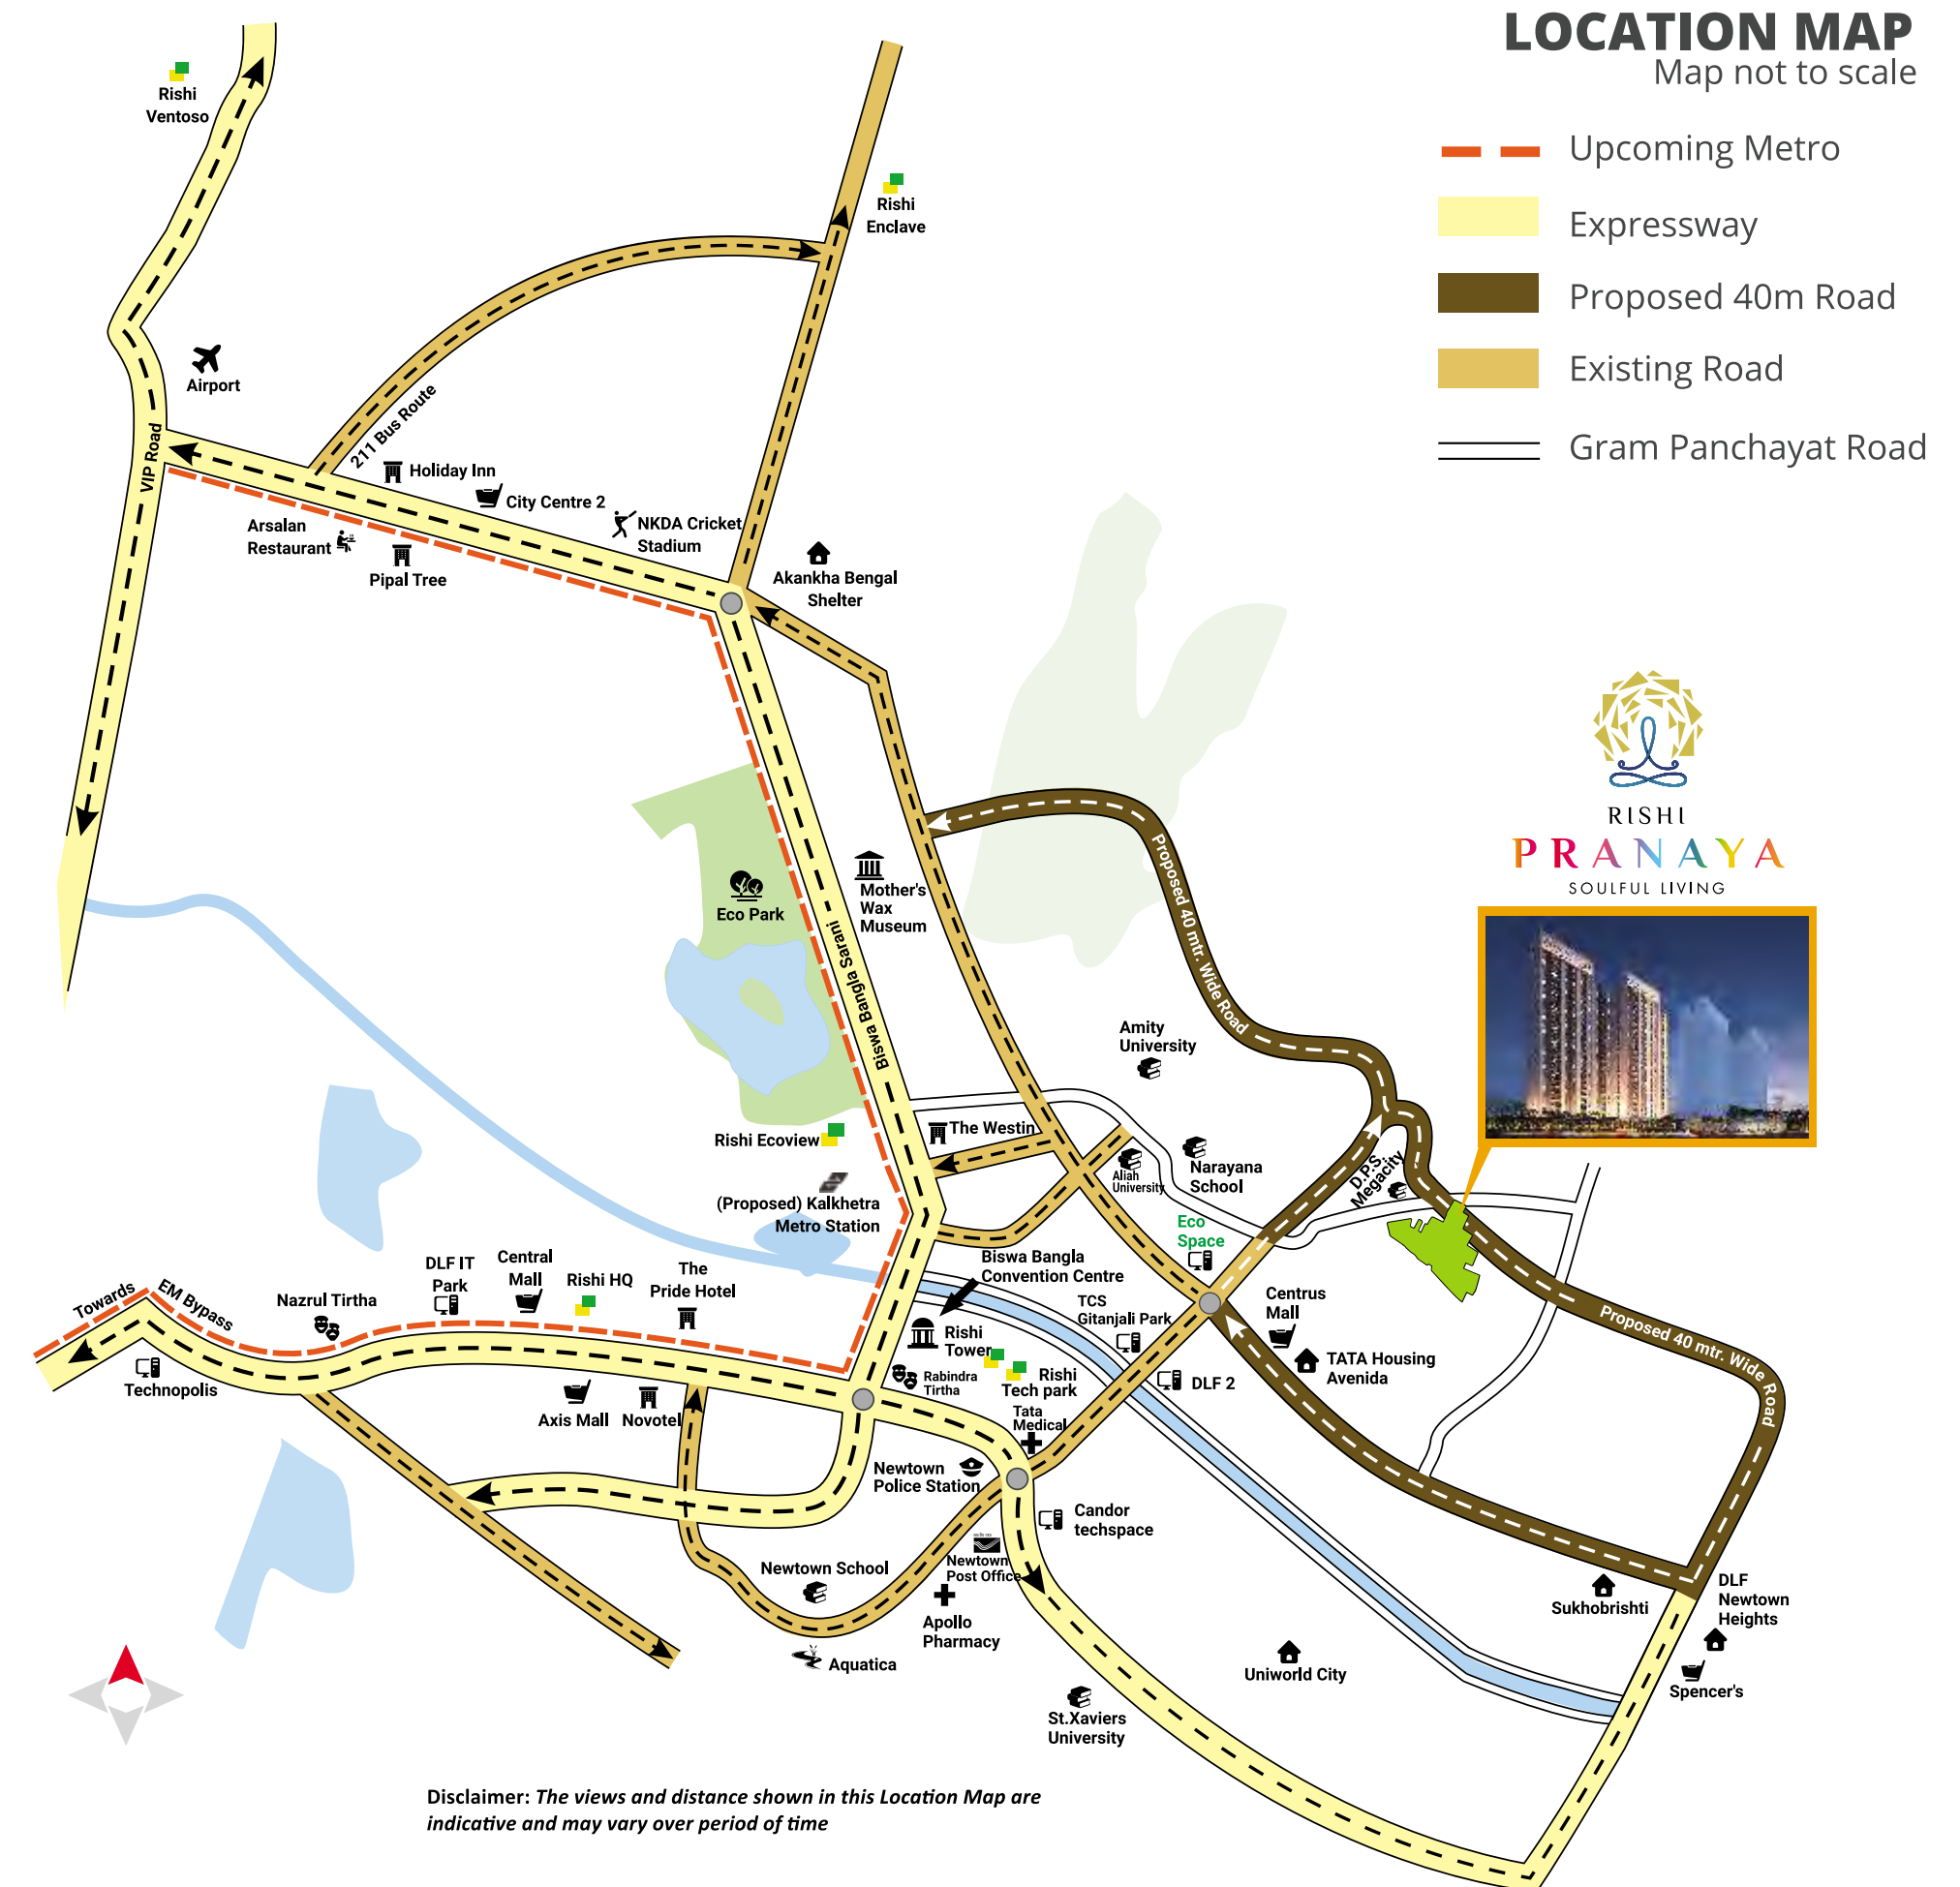 LOCATION MAP
Map not to scale
Upcoming Metro
Expressway
Proposed 40m Road
Existing Road
Gram Panchayat Road
Rishi
Ventoso
Rishi
Enclave
Airport
VIP Road
211 Bus Route
Holiday Inn
City Centre 2
NKDA Cricket
Stadium
Arsalan
Restaurant
Pipal Tree
Akankha Bengal
Shelter
RISHI
PRANAYA
SOULFUL LIVING
Eco Park
Mother's
Wax
Museum
Biswa Bangla Sarani
Proposed 40 mtr. Wide Road
Amity
University
Rishi Ecoview
The Westin
Aliah
University
Narayana
School
D.P.S.
Megacity
(Proposed) Kalkhetra
Metro Station
Eco
Space
Biswa Bangla
Convention Centre
TCS
Gitanjali Park
Centrus
Mall
TATA Housing
Avenida
Proposed 40 mtr. Wide Road
Towards
EM Bypass
Nazrul Tirtha
DLF IT
Park
Central
Mall
Rishi HQ
The
Pride Hotel
Rishi
Tower
Rabindra
Tirtha
Rishi
Tech park
DLF 2
Technopolis
Axis Mall
Novotel
Tata
Medical
Newtown
Police Station
Candor
techspace
Newtown
Post Office
Newtown School
Apollo
Pharmacy
Aquatica
Sukhobrishti
DLF
Newtown
Heights
Spencer's
Uniworld City
St.Xaviers
University
Disclaimer: The views and distance shown in this Location Map are
indicative and may vary over period of time